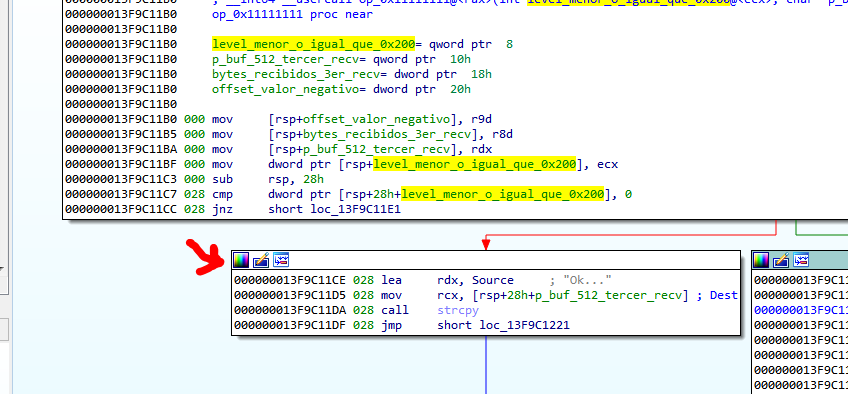 ; __int64 __usercall op_0x11111111@<rax>(int level_menor_o_igual_que_0x200@<ecx>, char *p_b
000000013F9C11B0 op_0x11111111 proc near
000000013F9C11B0
000000013F9C11B0 level_menor_o_igual_que_0x200= qword ptr 8
000000013F9C11B0 p_buf_512_tercer_recv= qword ptr 10h
000000013F9C11B0 bytes_recibidos_3er_recv= dword ptr 18h
000000013F9C11B0 offset_valor_negativo= dword ptr 20h
000000013F9C11B0
000000013F9C11B0 000 mov [rsp+offset_valor_negativo], r9d
000000013F9C11B5 000 mov [rsp+bytes_recibidos_3er_recv], r8d
000000013F9C11BA 000 mov [rsp+p_buf_512_tercer_recv], rdx
000000013F9C11BF 000 mov dword ptr [rsp+level_menor_o_igual_que_0x200], ecx
000000013F9C11C3 000 sub rsp, 28h
000000013F9C11C7 028 cmp dword ptr [rsp+28h+level_menor_o_igual_que_0x200], 0
000000013F9C11CC 028 jnz short loc_13F9C11E1
000000013F9C11CE 028 lea rdx, Source ; "Ok..."
000000013F9C11D5 028 mov rcx, [rsp+28h+p_buf_512_tercer_recv] ; Dest
000000013F9C11DA 028 call strcpy
000000013F9C11DF 028 jmp short loc_13F9C1221
000000013F9C1
000000013F9C1
000000013F9C1
000000013F9C1
000000013F9C1
000000013F9C1
000000013F9C1
000000013F9C1